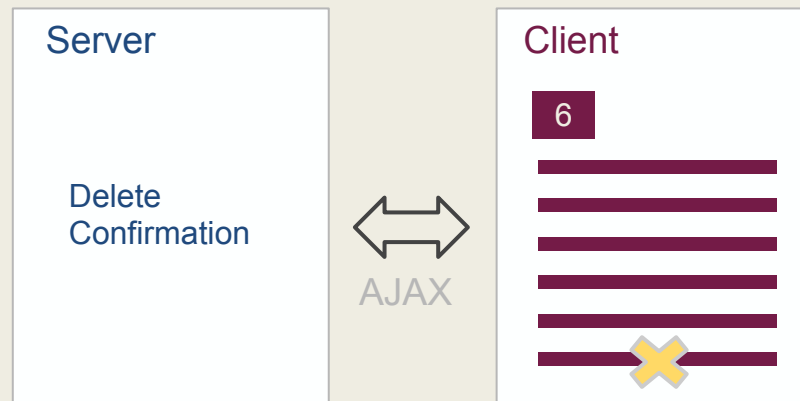 Server
Client
6
Delete
Confirmation
AJAX